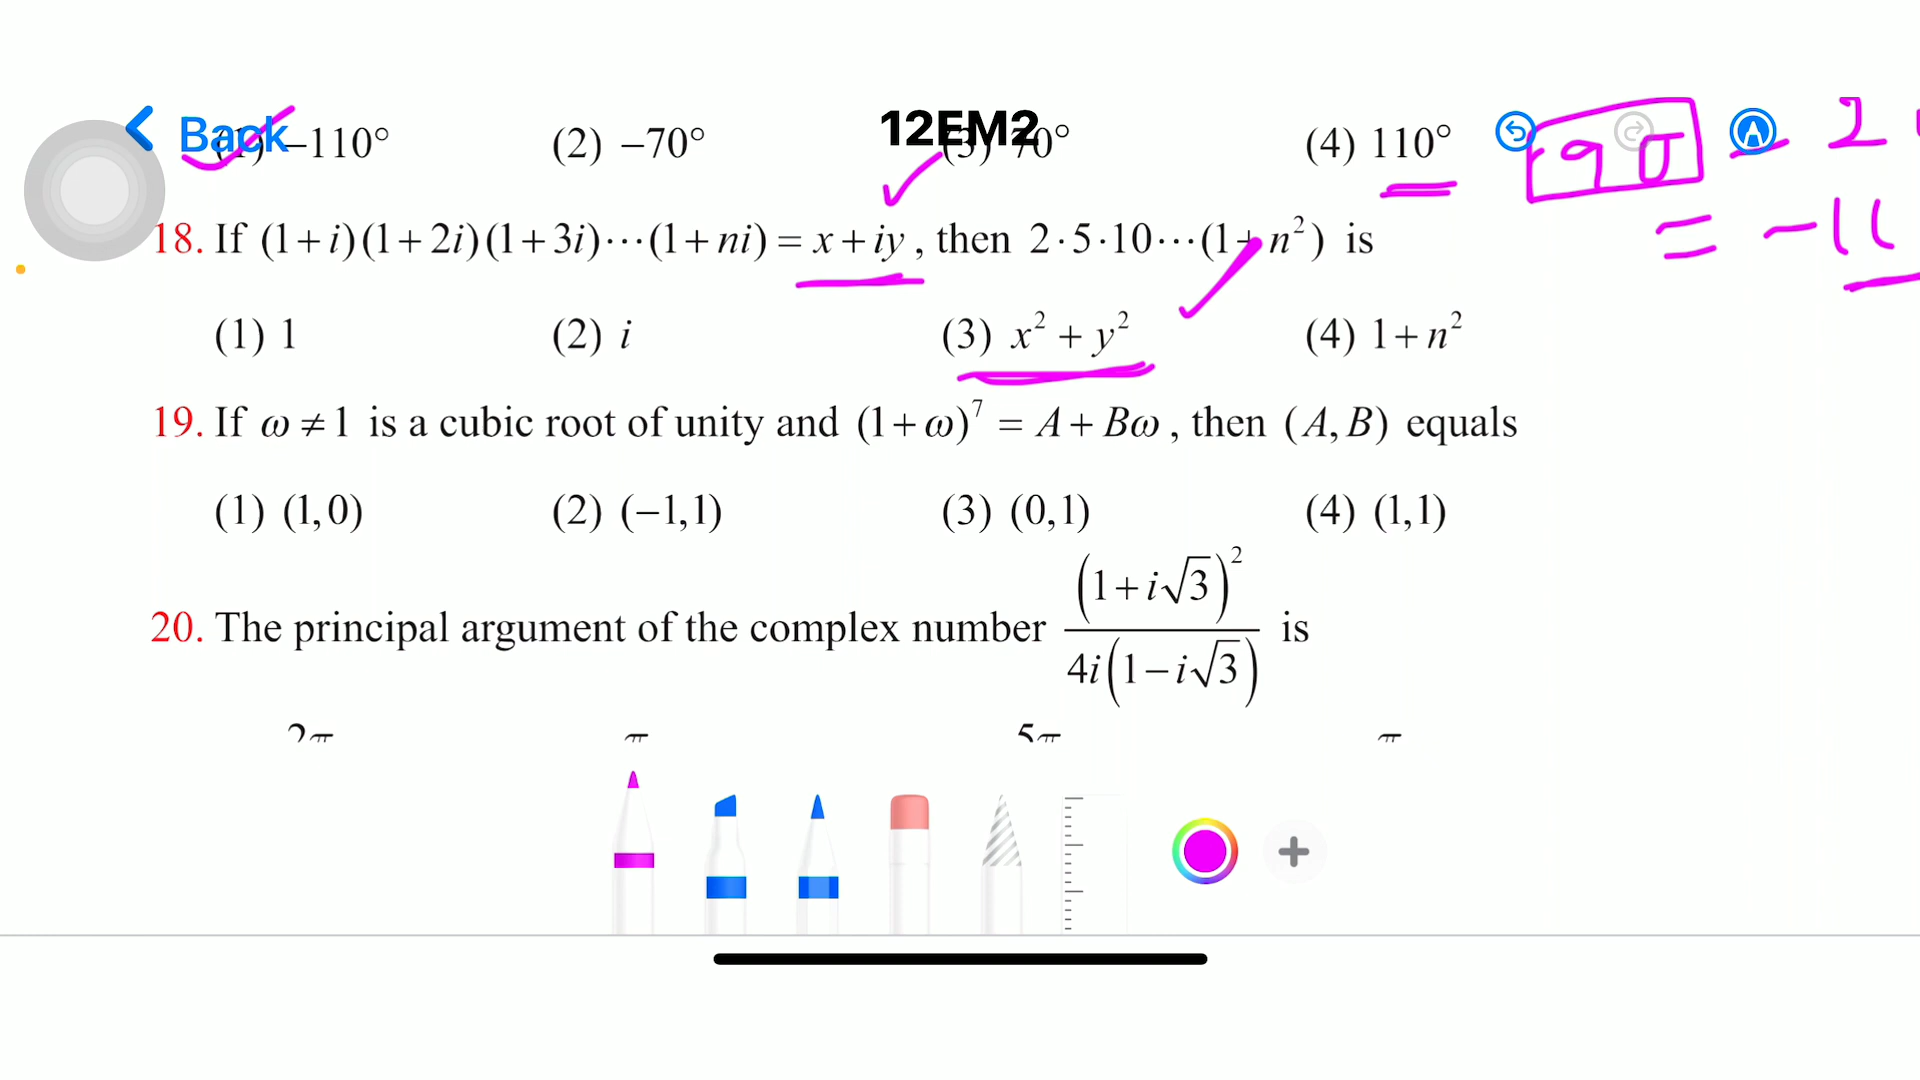 Back
12EM2
(1) –110° (2) –70° (3) 70° (4) 110°
90 – 2
= -11
18. If (1+i)(1+2i)(1+3i)⋯(1+ni) = x+iy, then 2·5·10⋯(1+n²) is
(1) 1 (2) i (3) x² + y² (4) 1+n²
19. If ω ≠ 1 is a cubic root of unity and (1+ω)⁷ = A+Bω, then (A,B) equals
(1) (1,0) (2) (−1,1) (3) (0,1) (4) (1,1)
20. The principal argument of the complex number (1+i√3)² / 4i(1−i√3) is
2π π 5π π